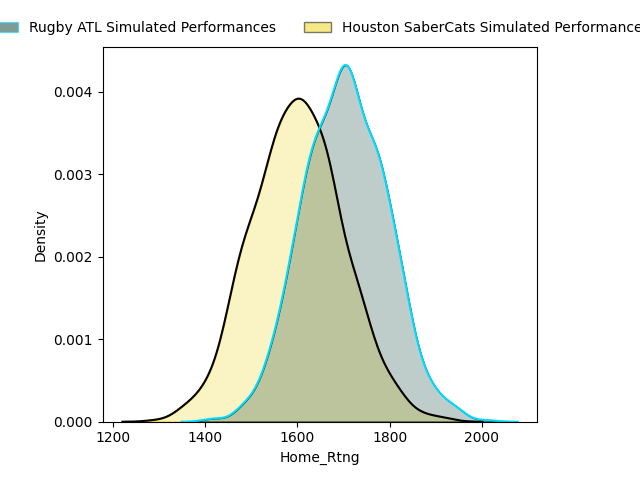 Rugby ATL Simulated Performances
Houston SaberCats Simulated Performance
0.004
0.003
0.002
0.001
0.000
Density
1200 1400 1600 1800 2000
Home_Rtng